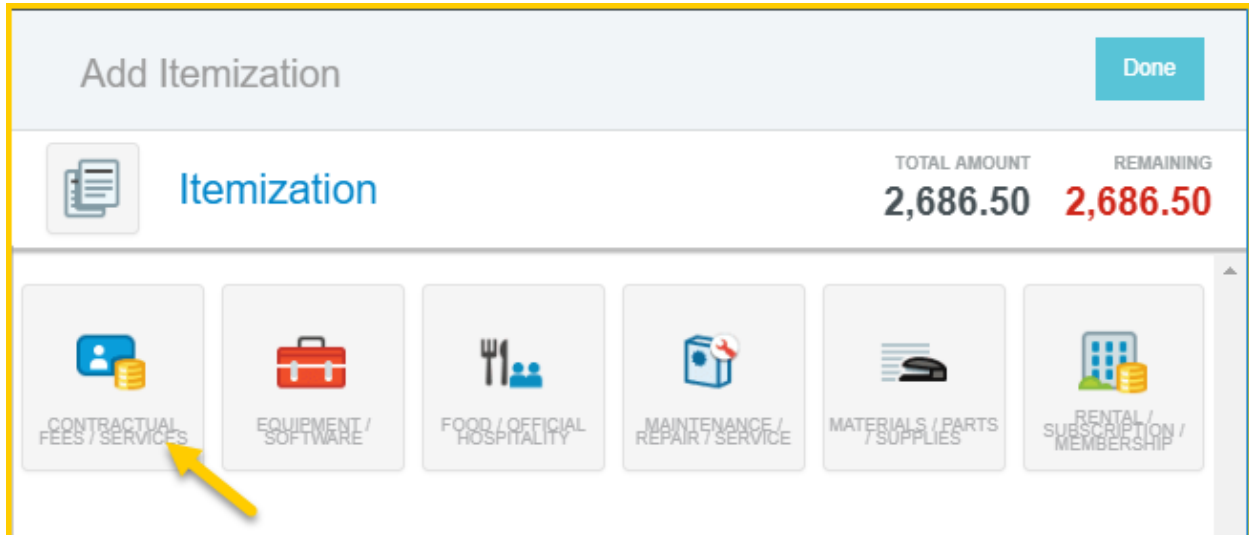 Add Itemization
Done
Itemization
TOTAL AMOUNT
2,686.50
REMAINING
2,686.50
CONTRACTUAL
FEES / SERVICES
EQUIPMENT /
SOFTWARE
FOOD / OFFICIAL
HOSPITALITY
MAINTENANCE /
REPAIR / SERVICE
MATERIALS / PARTS
/ SUPPLIES
RENTAL /
SUBSCRIPTION /
MEMBERSHIP